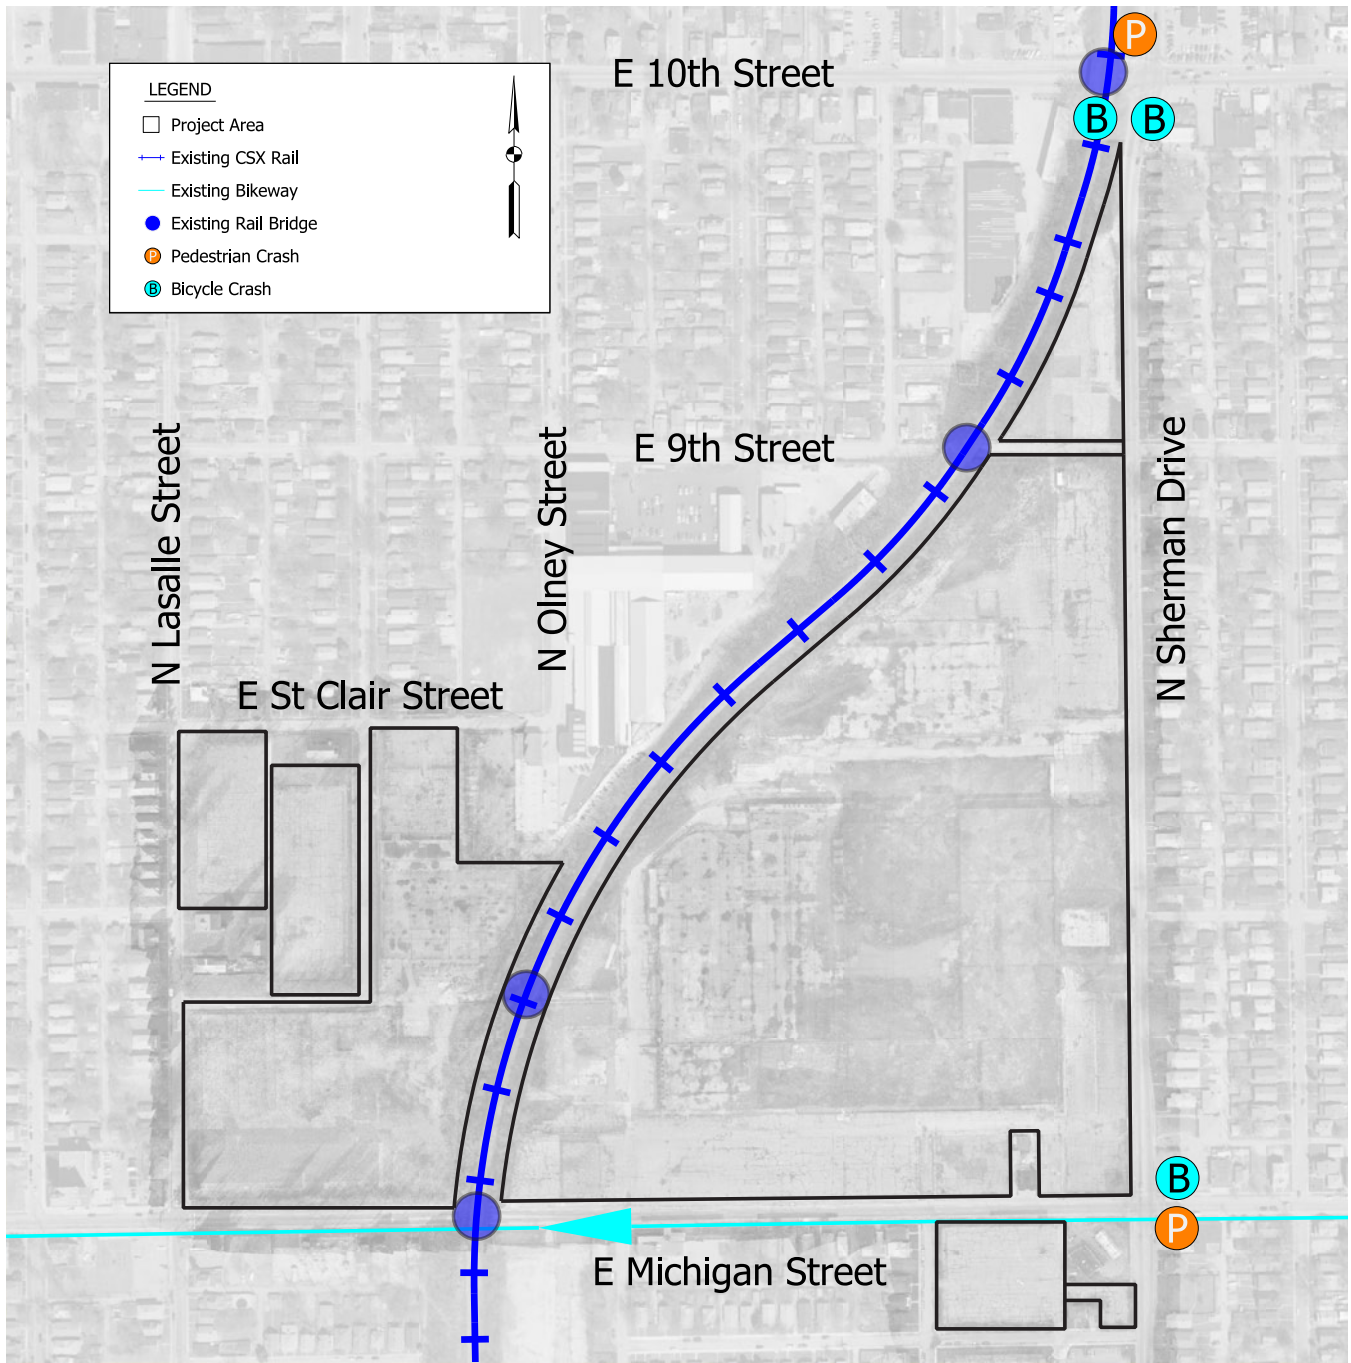 P
E 10th Street
B B
LEGEND
Project Area
Existing CSX Rail
Existing Bikeway
Existing Rail Bridge
P Pedestrian Crash
B Bicycle Crash
E 9th Street
N Lasalle Street
N Olney Street
N Sherman Drive
E St Clair Street
B
P
E Michigan Street